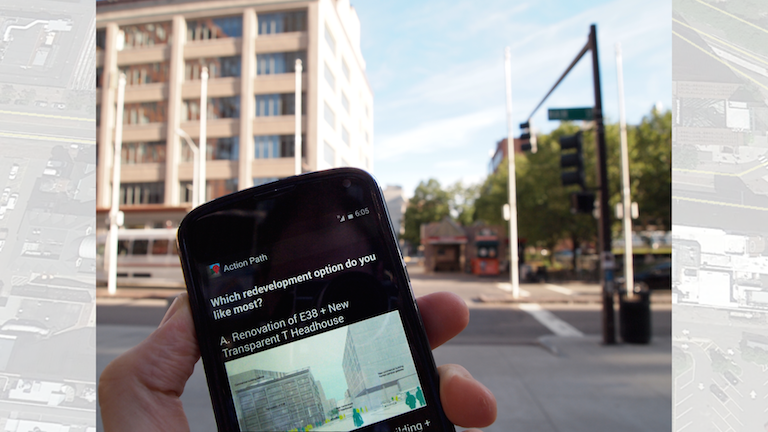 6:05
Action Path
Which redevelopment option do you
like most?
A. Renovation of E38 + New
Transparent T Headhouse